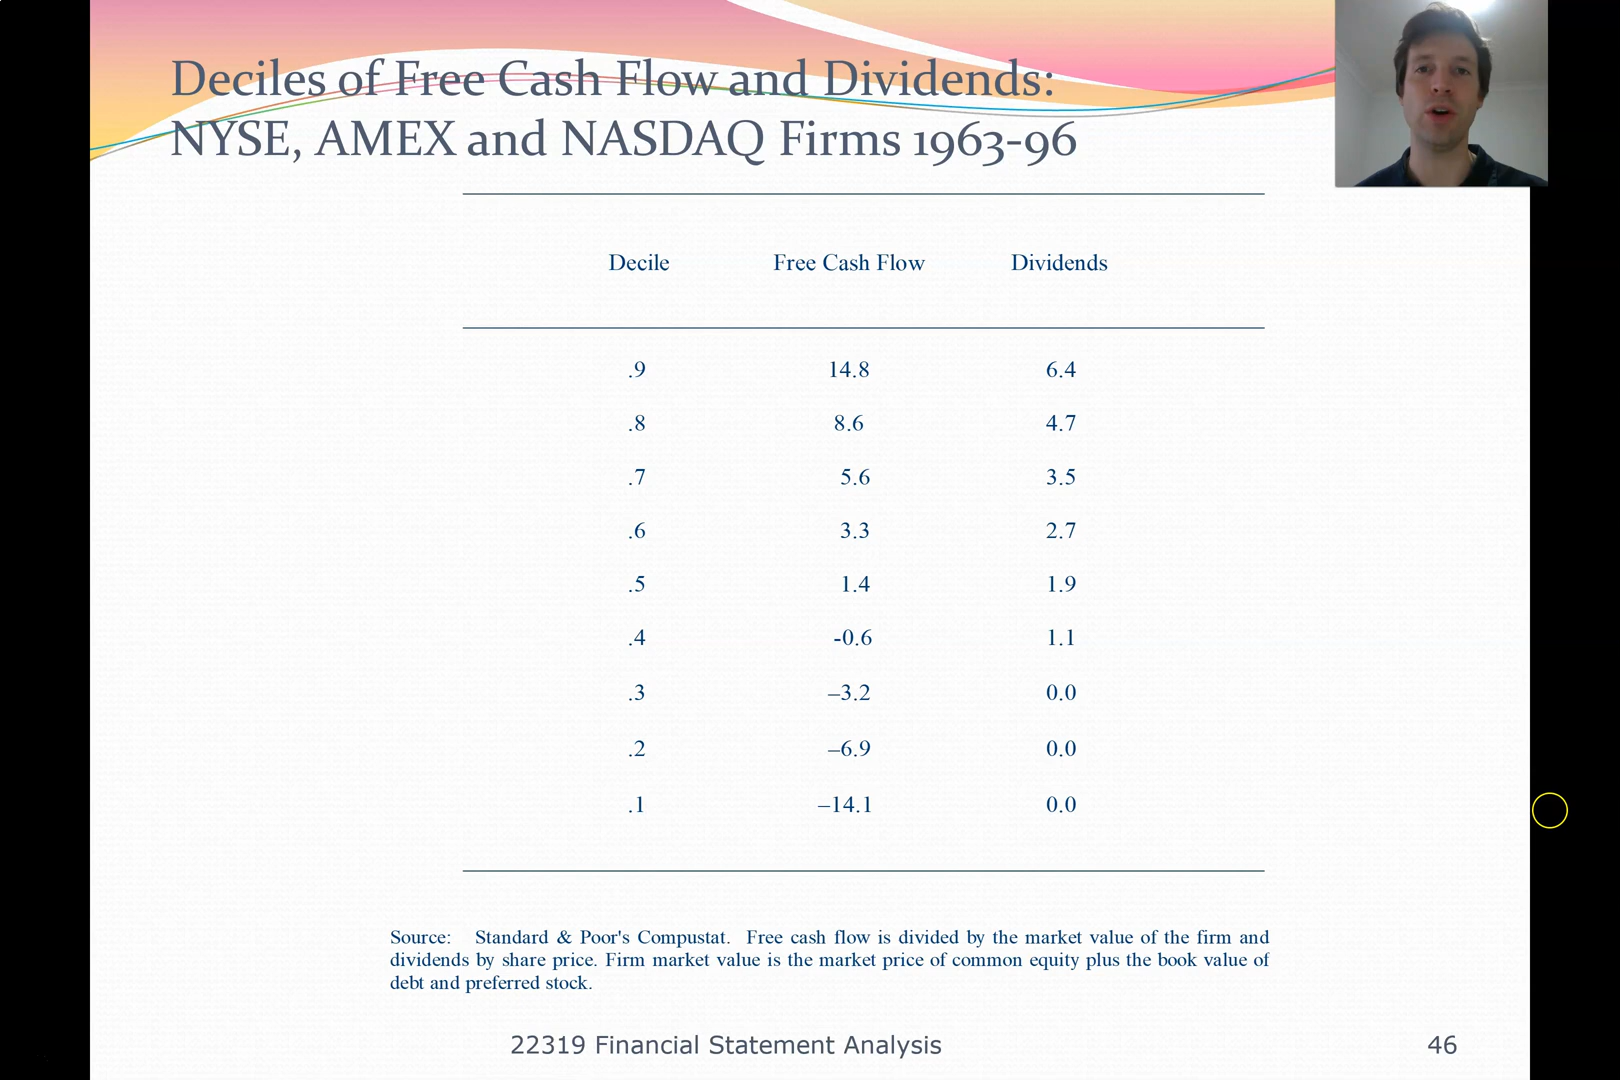 Deciles of Free Cash Flow and Dividends:
NYSE, AMEX and NASDAQ Firms 1963-96
Decile Free Cash Flow Dividends
.9 14.8 6.4
.8 8.6 4.7
.7 5.6 3.5
.6 3.3 2.7
.5 1.4 1.9
.4 -0.6 1.1
.3 –3.2 0.0
.2 –6.9 0.0
.1 –14.1 0.0
Source: Standard & Poor's Compustat. Free cash flow is divided by the market value of the firm and
dividends by share price. Firm market value is the market price of common equity plus the book value of
debt and preferred stock.
22319 Financial Statement Analysis 46